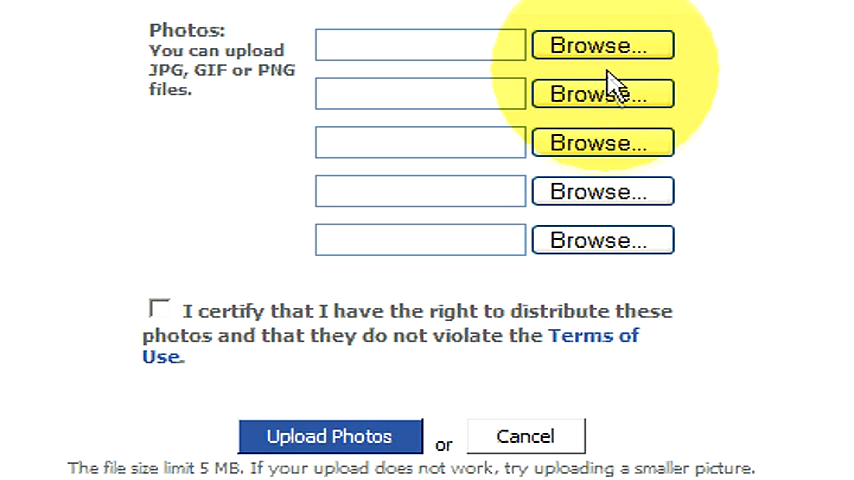 Photos:
You can upload
JPG, GIF or PNG
files.
Browse...
Browse...
Browse...
Browse...
Browse...
I certify that I have the right to distribute these
photos and that they do not violate the Terms of
Use.
Upload Photos or Cancel
The file size limit 5 MB. If your upload does not work, try uploading a smaller picture.